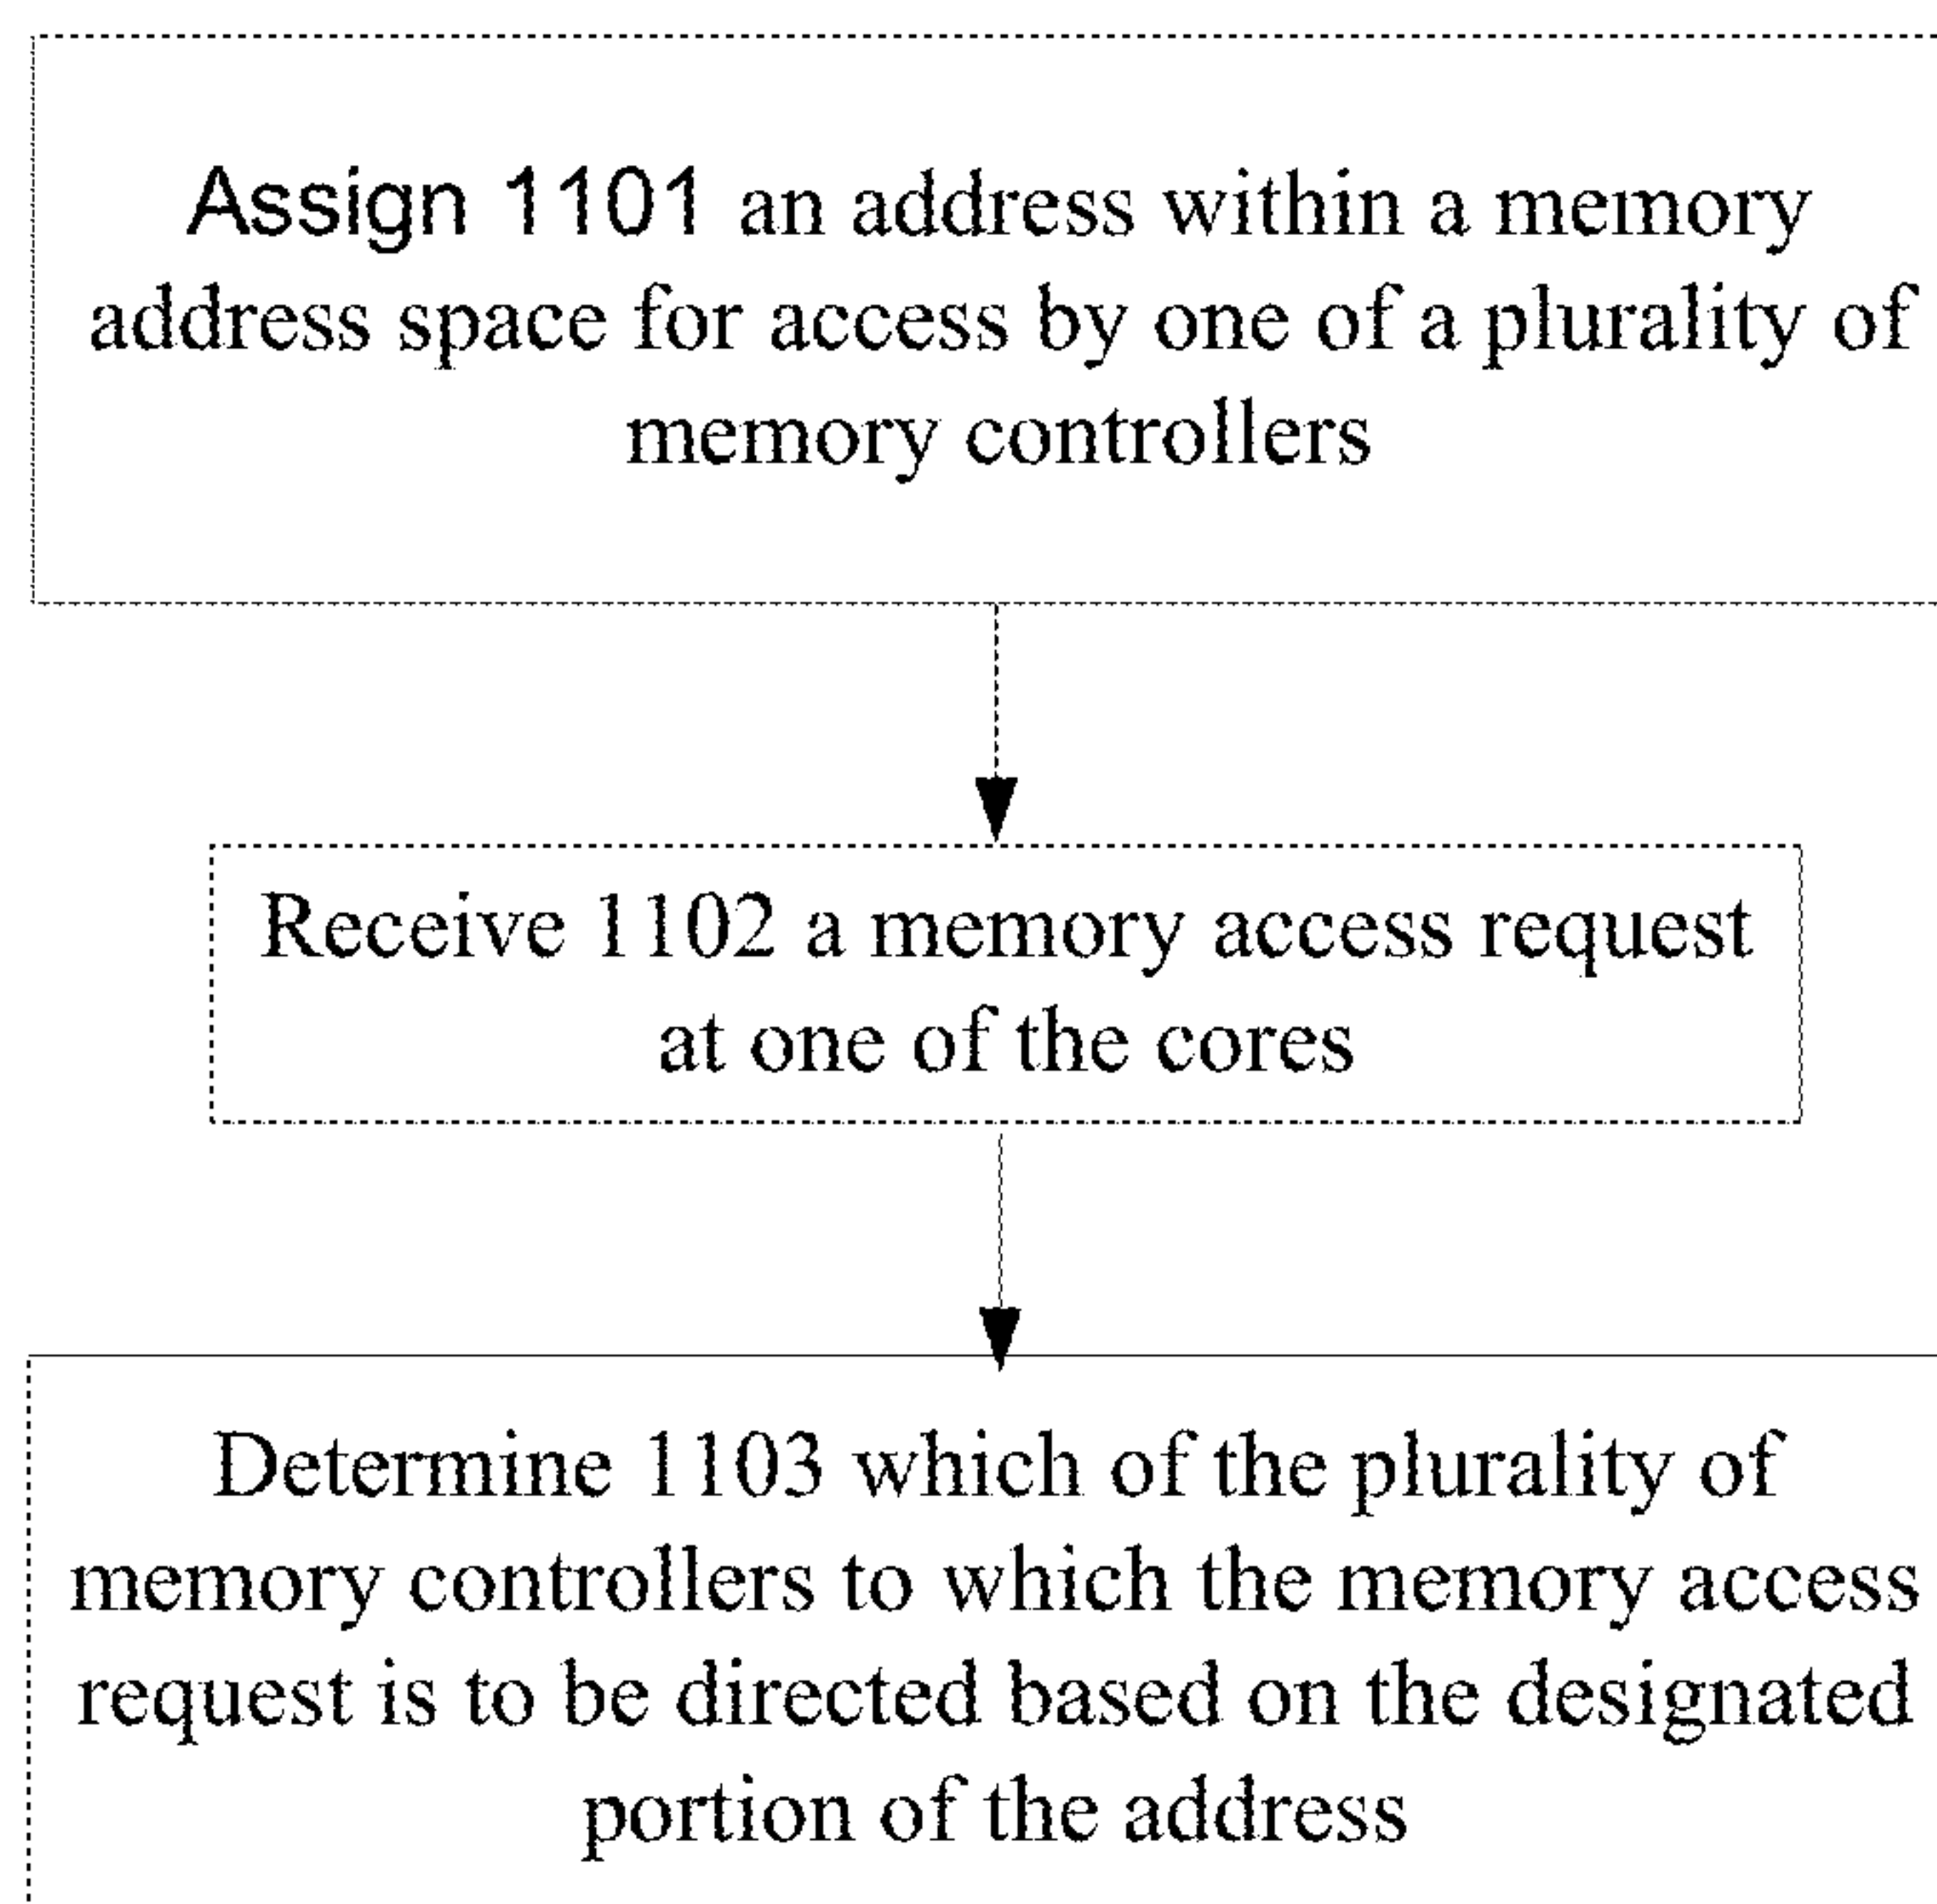 Assign 1101 an address within a memory
address space for access by one of a plurality of
memory controllers
Receive 1102 a memory access request
at one of the cores
Determine 1103 which of the plurality of
memory controllers to which the memory access
request is to be directed based on the designated
portion of the address